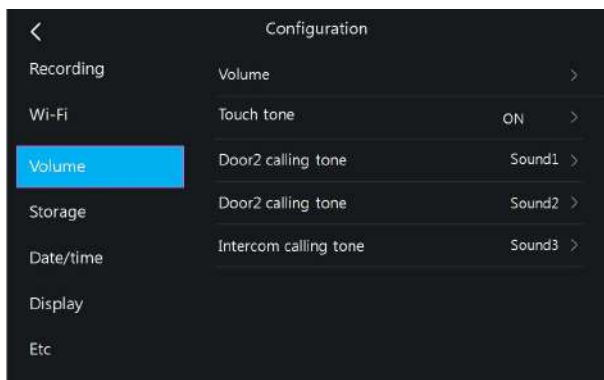 Configuration
Recording
Wi-Fi
Volume
Storage
Date/time
Display
Etc
Volume
Touch tone ON
Door2 calling tone Sound1
Door2 calling tone Sound2
Intercom calling tone Sound3